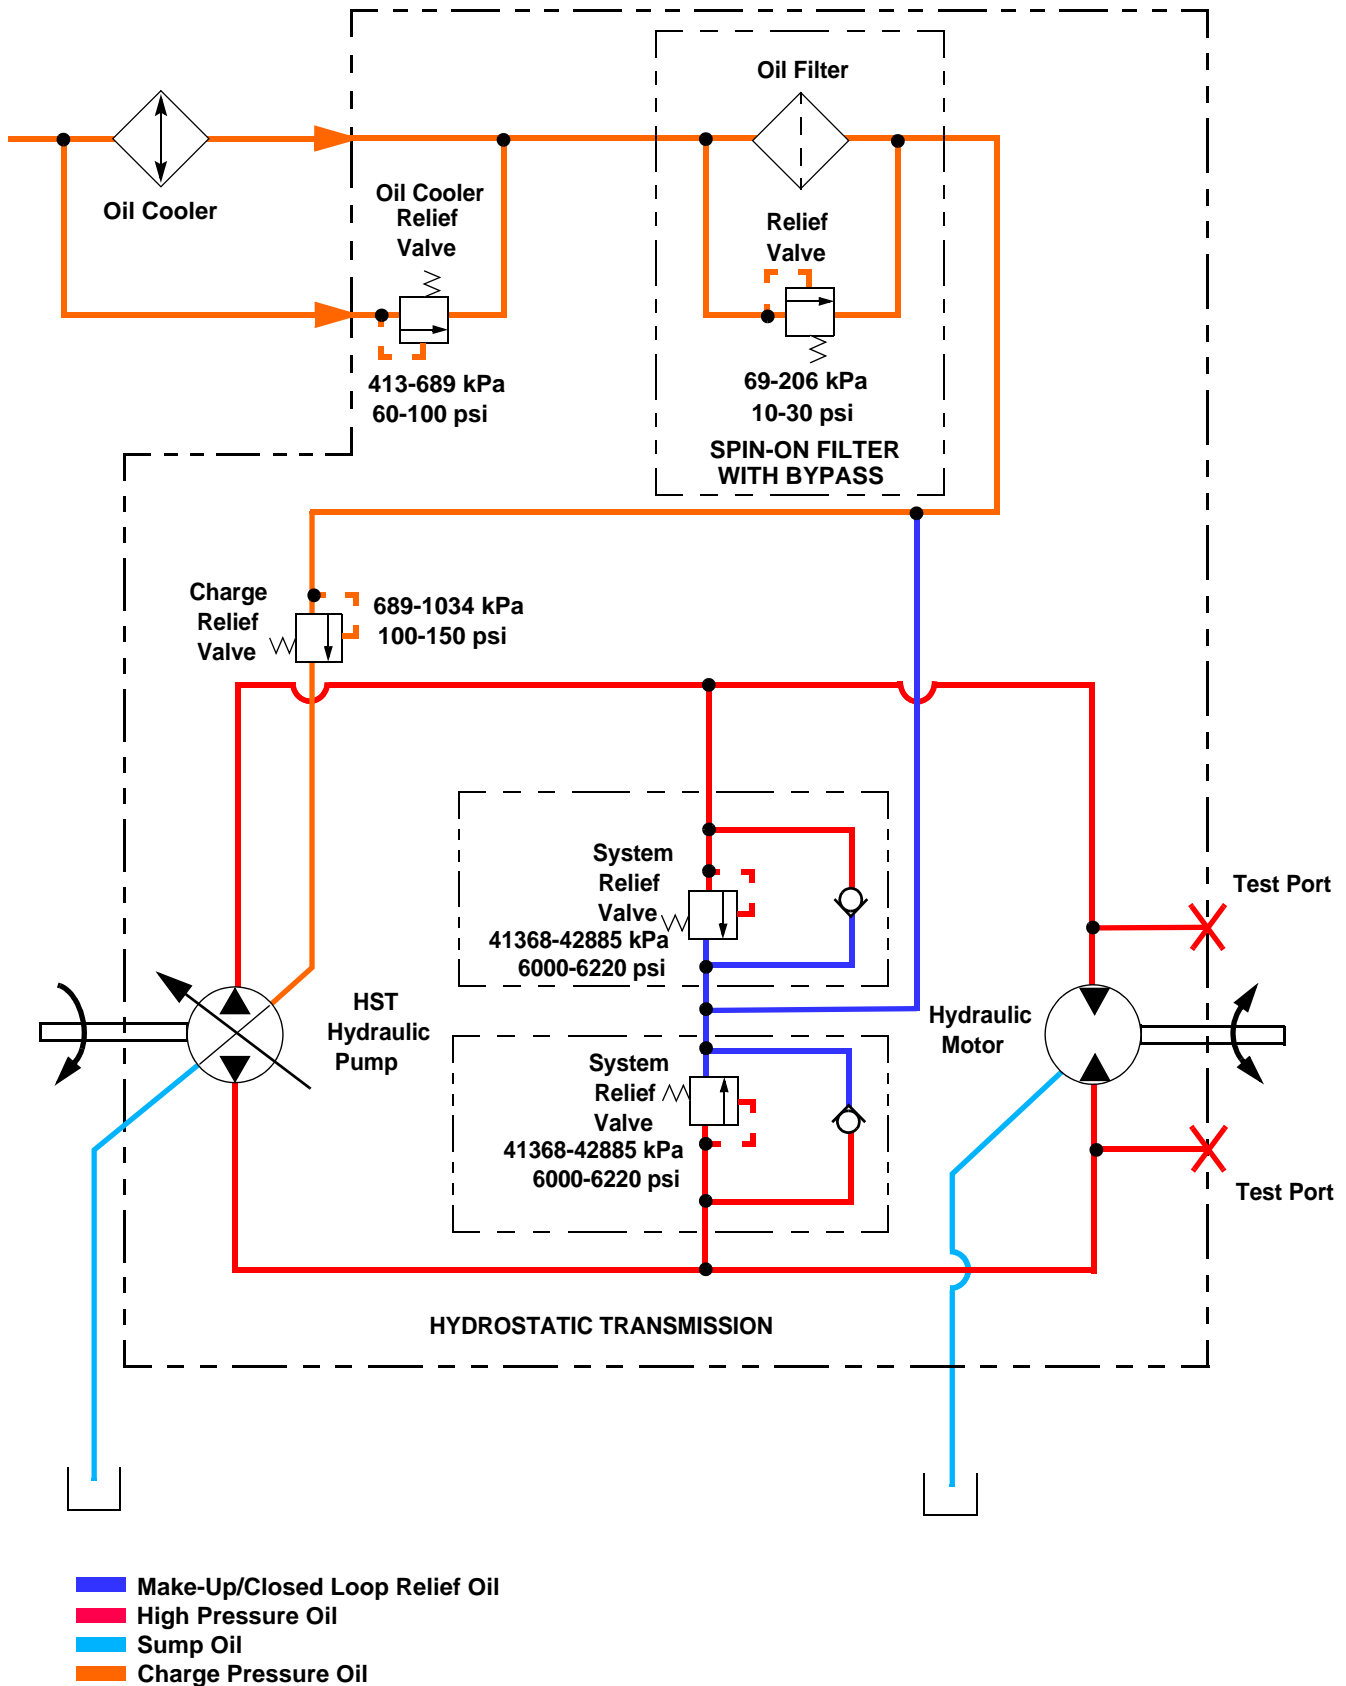 Oil Filter
Oil Cooler
Oil Cooler
Relief
Valve
Relief
Valve
413-689 kPa
60-100 psi
69-206 kPa
10-30 psi
SPIN-ON FILTER
WITH BYPASS
Charge
Relief
Valve
689-1034 kPa
100-150 psi
System
Relief
Valve
41368-42885 kPa
6000-6220 psi
Test Port
HST
Hydraulic
Pump
Hydraulic
Motor
System
Relief
Valve
41368-42885 kPa
6000-6220 psi
Test Port
HYDROSTATIC TRANSMISSION
Make-Up/Closed Loop Relief Oil
High Pressure Oil
Sump Oil
Charge Pressure Oil